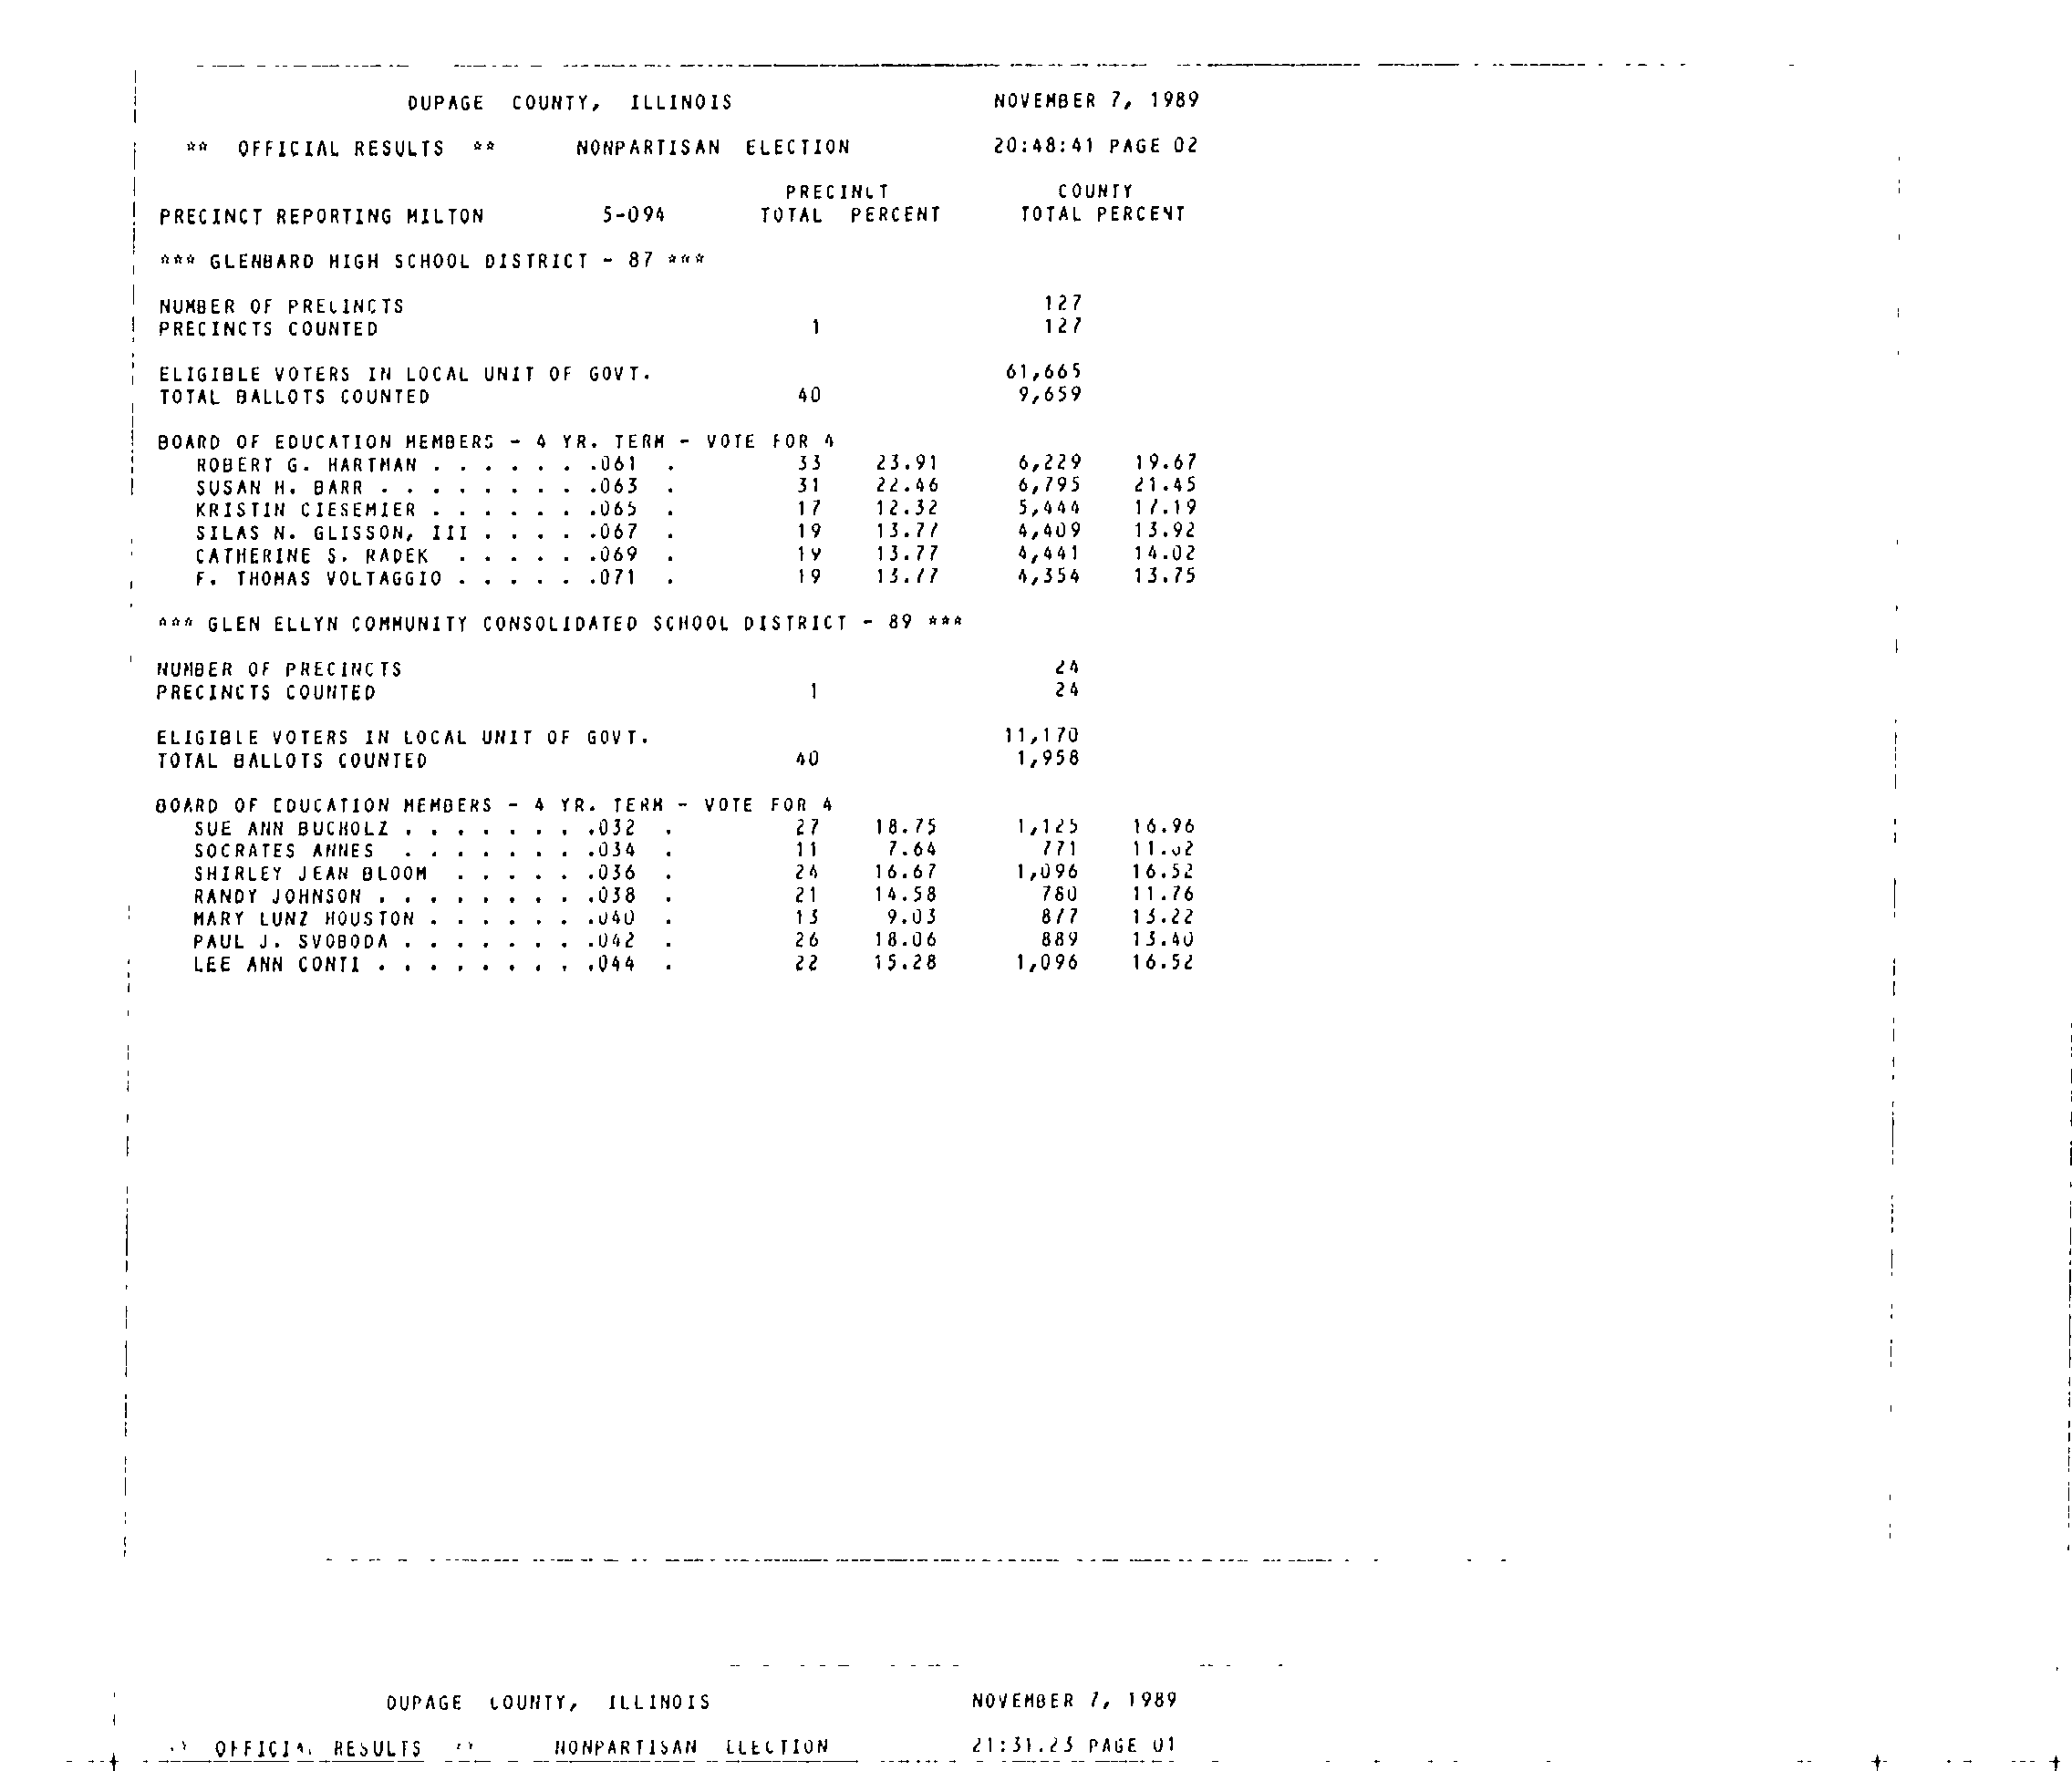 DUPAGE COUNTY, ILLINOIS NOVEMBER 7, 1989
** OFFICIAL RESULTS ** NONPARTISAN ELECTION 20:48:41 PAGE 02
PRECINCT COUNTY
PRECINCT REPORTING MILTON 5-094 TOTAL PERCENT TOTAL PERCENT
*** GLENBARD HIGH SCHOOL DISTRICT - 87 ***
NUMBER OF PRECINCTS 127
PRECINCTS COUNTED 1 127
ELIGIBLE VOTERS IN LOCAL UNIT OF GOVT. 61,665
TOTAL BALLOTS COUNTED 40 9,659
BOARD OF EDUCATION MEMBERS - 4 YR. TERM - VOTE FOR 4
ROBERT G. HARTMAN . . . . . . .061 . 33 23.91 6,229 19.67
SUSAN H. BARR . . . . . . . . .063 . 31 22.46 6,795 21.45
KRISTIN CIESEMIER . . . . . . .065 . 17 12.32 5,444 17.19
SILAS N. GLISSON, III . . . . .067 . 19 13.77 4,409 13.92
CATHERINE S. RADEK . . . . . .069 . 19 13.77 4,441 14.02
F. THOMAS VOLTAGGIO . . . . . .071 . 19 13.77 4,354 13.75
*** GLEN ELLYN COMMUNITY CONSOLIDATED SCHOOL DISTRICT - 89 ***
NUMBER OF PRECINCTS 24
PRECINCTS COUNTED 1 24
ELIGIBLE VOTERS IN LOCAL UNIT OF GOVT. 11,170
TOTAL BALLOTS COUNTED 40 1,958
BOARD OF EDUCATION MEMBERS - 4 YR. TERM - VOTE FOR 4
SUE ANN BUCHOLZ . . . . . . . .032 . 27 18.75 1,125 16.96
SOCRATES ANNES . . . . . . . .034 . 11 7.64 771 11.62
SHIRLEY JEAN BLOOM . . . . . .036 . 24 16.67 1,096 16.52
RANDY JOHNSON . . . . . . . . .038 . 21 14.58 780 11.76
MARY LUNZ HOUSTON . . . . . . .040 . 13 9.03 877 13.22
PAUL J. SVOBODA . . . . . . . .042 . 26 18.06 889 13.40
LEE ANN CONTI . . . . . . . . .044 . 22 15.28 1,096 16.52
DUPAGE COUNTY, ILLINOIS NOVEMBER 7, 1989
OFFICIAL RESULTS NONPARTISAN ELECTION 21:31.23 PAGE 01